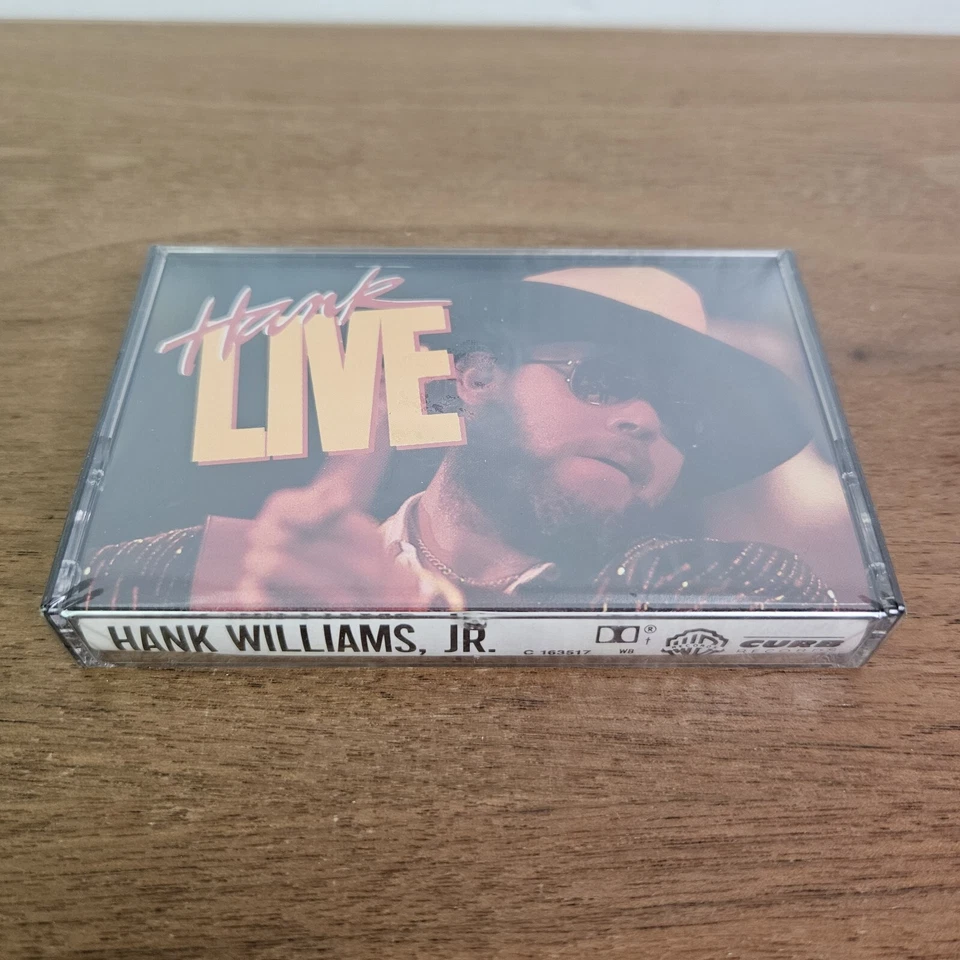 Hank
LIVE
HANK WILLIAMS, JR.
C 163517
WB
®
†
CURB